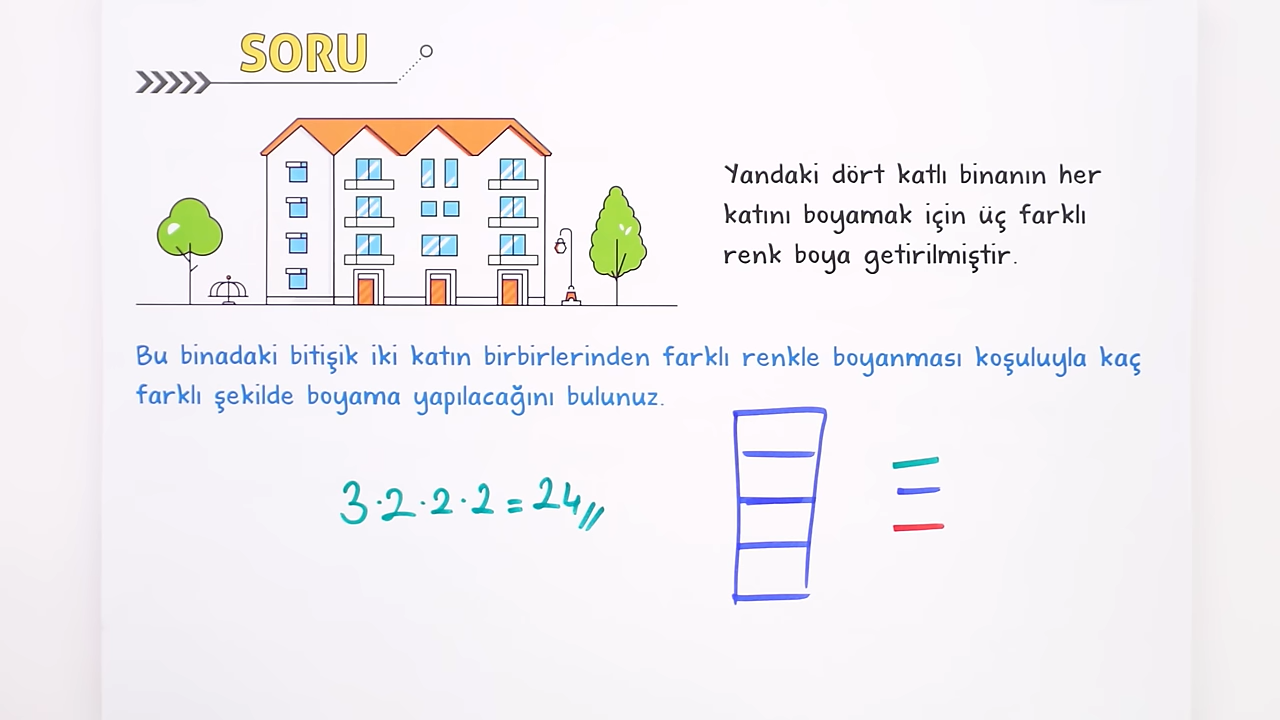 SORU
Yandaki dört katlı binanın her
katını boyamak için üç farklı
renk boya getirilmiştir.
Bu binadaki bitişik iki katın birbirlerinden farklı renkle boyanması koşuluyla kaç
farklı şekilde boyama yapılacağını bulunuz.
3·2·2·2=24//